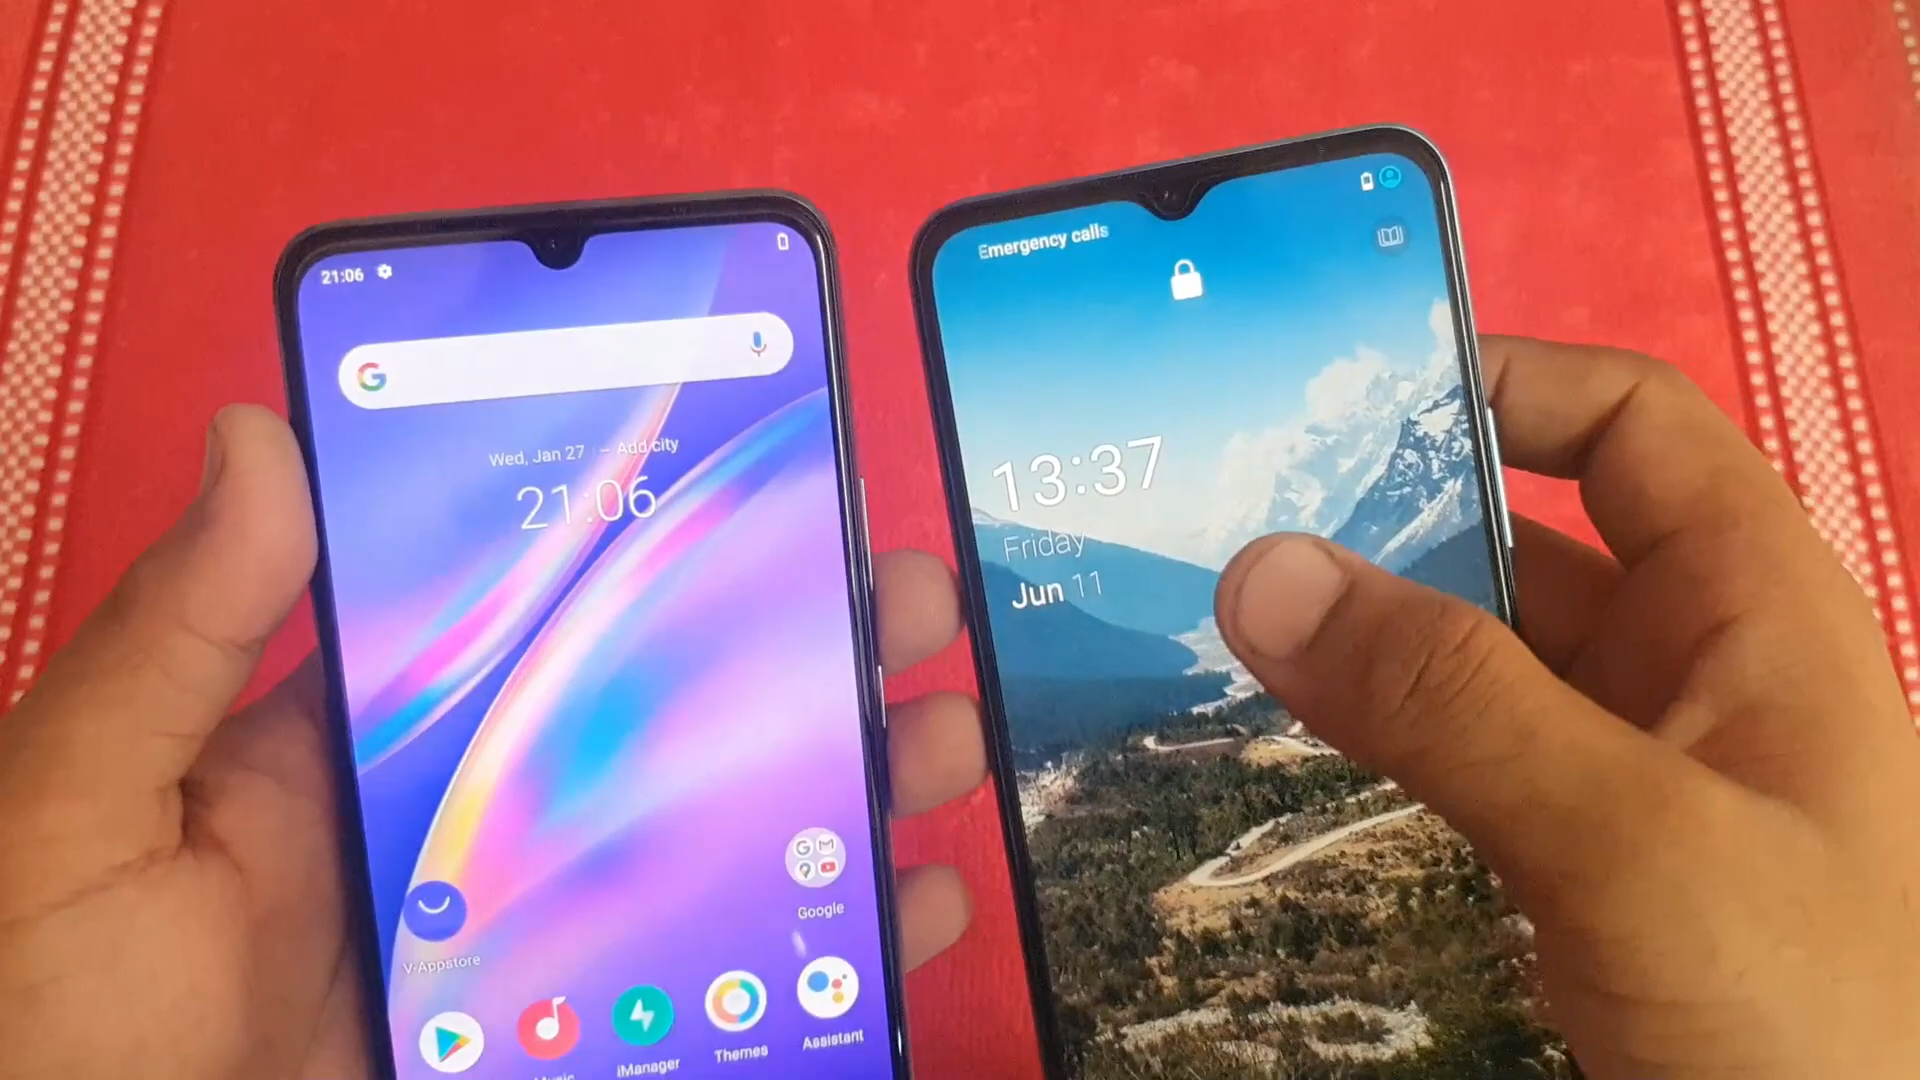 21:06
Wed, Jan 27 – Add city
21:06
Google
V-Appstore
iManager
Themes
Assistant
Emergency calls
13:37
Friday
Jun 11